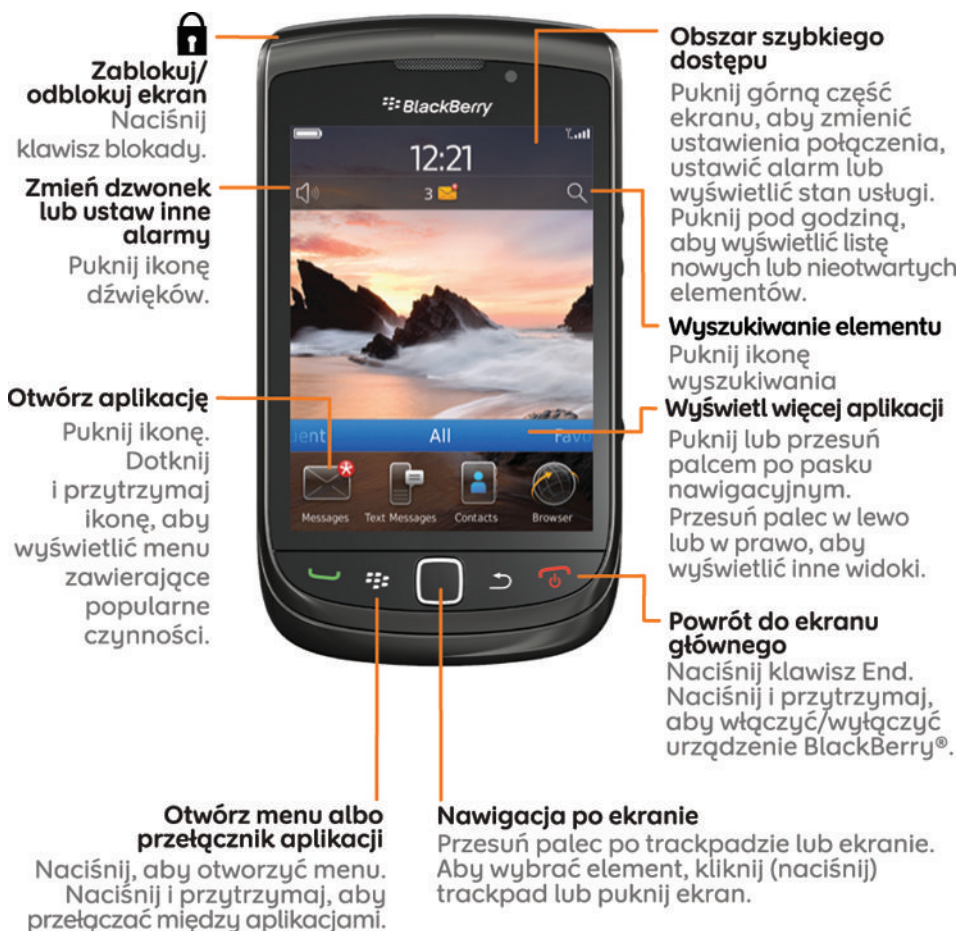 Zablokuj/
odblokuj ekran
Naciśnij
klawisz blokady.
Zmień dzwonek
lub ustaw inne
alarmy
Puknij ikonę
dźwięków.
Otwórz aplikację
Puknij ikonę.
Dotknij
i przytrzymaj
ikonę, aby
wyświetlić menu
zawierające
popularne
czynności.
BlackBerry
12:21
3
uent All Favo
Messages Text Messages Contacts Browser
Obszar szybkiego
dostępu
Puknij górną część
ekranu, aby zmienić
ustawienia połączenia,
ustawić alarm lub
wyświetlić stan usługi.
Puknij pod godziną,
aby wyświetlić listę
nowych lub nieotwartych
elementów.
Wyszukiwanie elementu
Puknij ikonę
wyszukiwania
Wyświetl więcej aplikacji
Puknij lub przesuń
palcem po pasku
nawigacyjnym.
Przesuń palec w lewo
lub w prawo, aby
wyświetlić inne widoki.
Powrót do ekranu
głównego
Naciśnij klawisz End.
Naciśnij i przytrzymaj,
aby włączyć/wyłączyć
urządzenie BlackBerry®.
Otwórz menu albo
przełącznik aplikacji
Naciśnij, aby otworzyć menu.
Naciśnij i przytrzymaj, aby
przełączać między aplikacjami.
Nawigacja po ekranie
Przesuń palec po trackpadzie lub ekranie.
Aby wybrać element, kliknij (naciśnij)
trackpad lub puknij ekran.